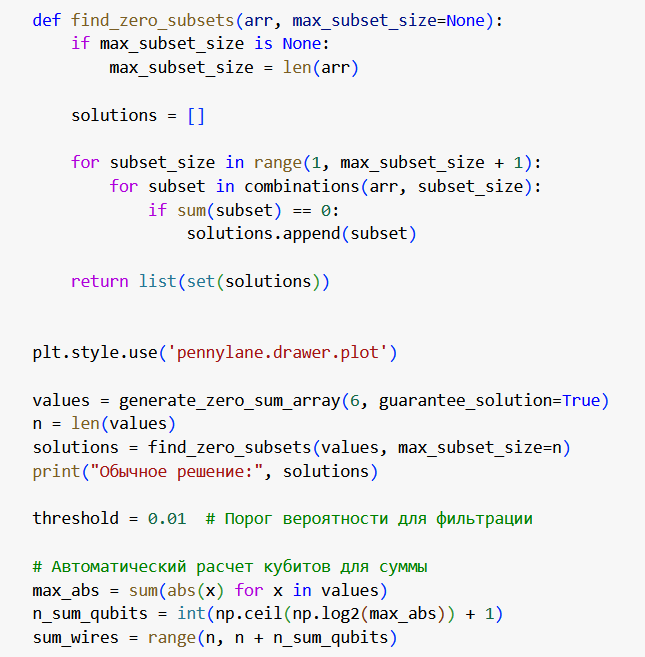 def find_zero_subsets(arr, max_subset_size=None):
    if max_subset_size is None:
        max_subset_size = len(arr)

    solutions = []

    for subset_size in range(1, max_subset_size + 1):
        for subset in combinations(arr, subset_size):
            if sum(subset) == 0:
                solutions.append(subset)

    return list(set(solutions))


plt.style.use('pennylane.drawer.plot')

values = generate_zero_sum_array(6, guarantee_solution=True)
n = len(values)
solutions = find_zero_subsets(values, max_subset_size=n)
print("Обычное решение:", solutions)

threshold = 0.01  # Порог вероятности для фильтрации

# Автоматический расчет кубитов для суммы
max_abs = sum(abs(x) for x in values)
n_sum_qubits = int(np.ceil(np.log2(max_abs)) + 1)
sum_wires = range(n, n + n_sum_qubits)